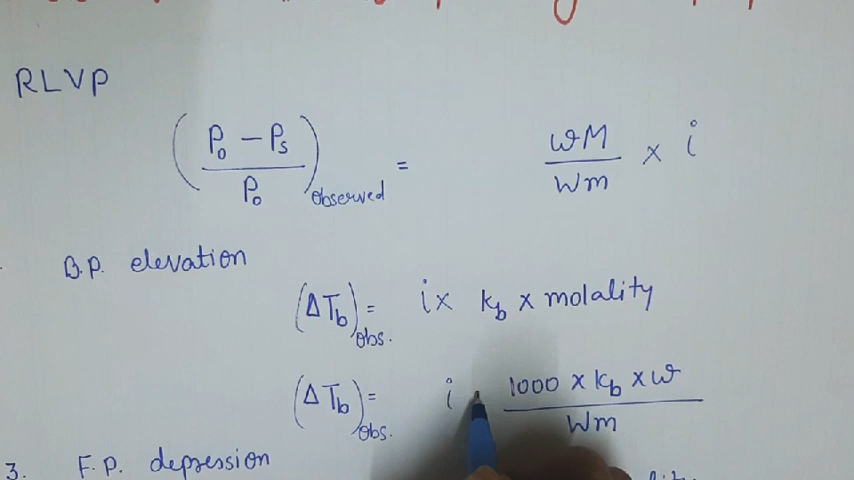 RLVP
(P₀ - Pₛ / P₀)observed = wM / Wm × i
B.P. elevation
(ΔT_b)obs. = i × k_b × molality
(ΔT_b)obs. = i 1000 × k_b × w / Wm
3. F.P. depression